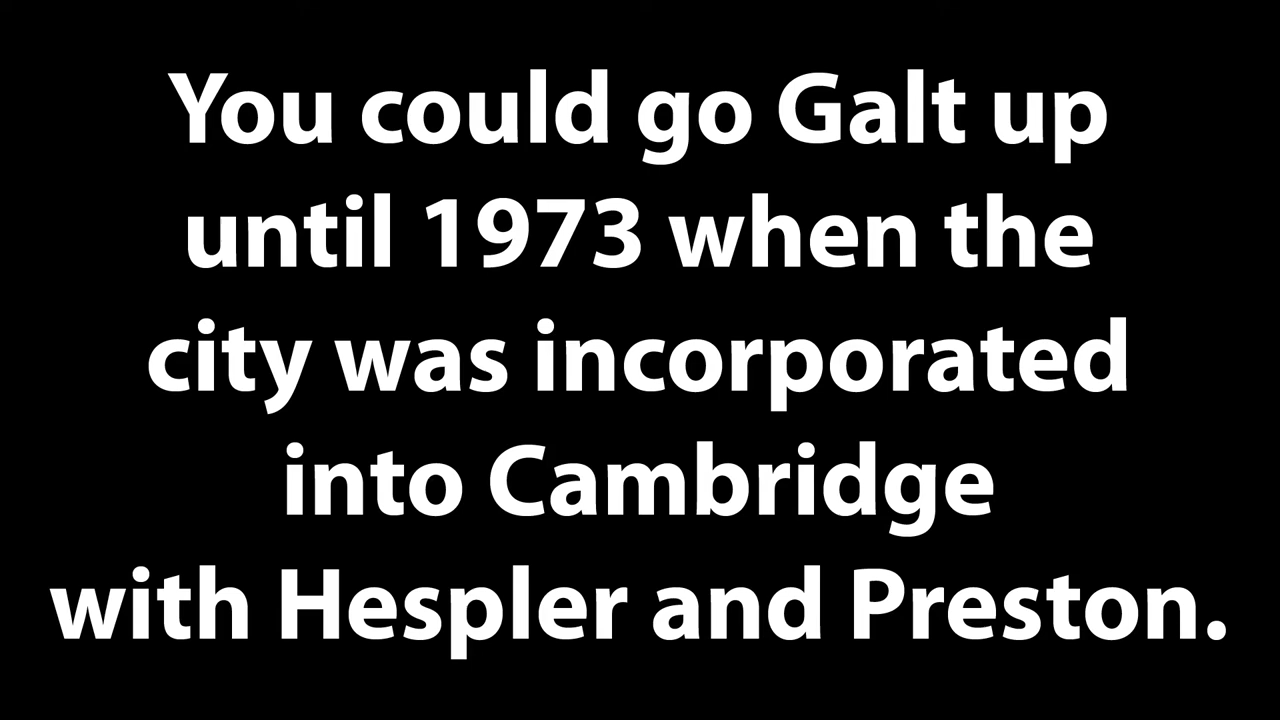 You could go Galt up
until 1973 when the
city was incorporated
into Cambridge
with Hespler and Preston.